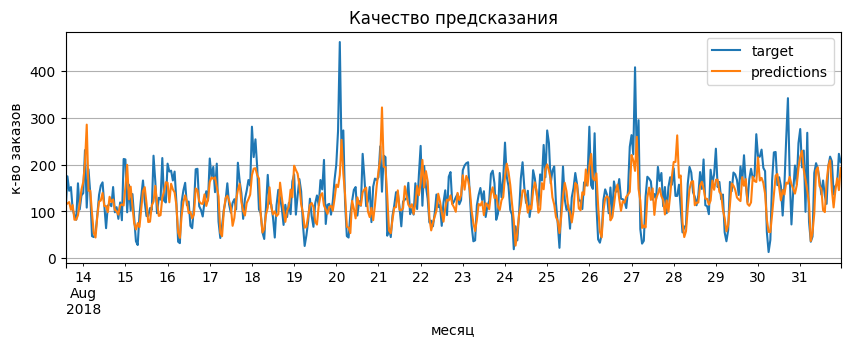 Качество предсказания
target
predictions
к-во заказов
400
300
200
100
0
14 15 16 17 18 19 20 21 22 23 24 25 26 27 28 29 30 31
Aug
2018
месяц